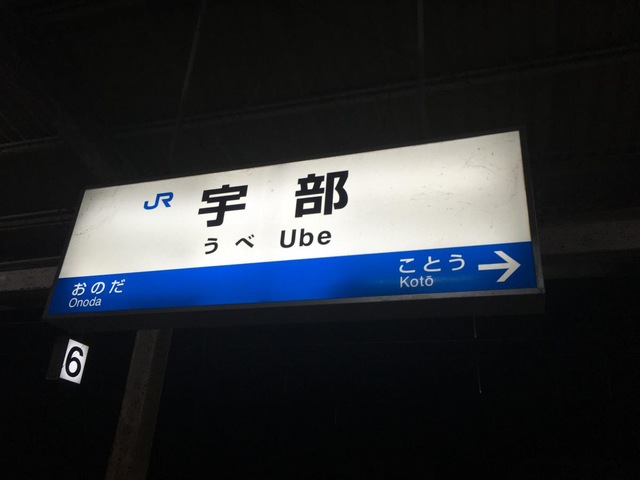 JR 宇部
うべ Ube
おのだ ことう →
Onoda Kotō
6